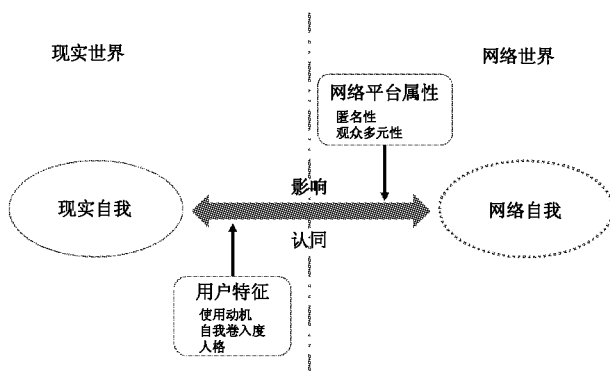 现实世界
网络世界
网络平台属性
匿名性
观众多元性
影响
现实自我
网络自我
认同
用户特征
使用动机
自我卷入度
人格